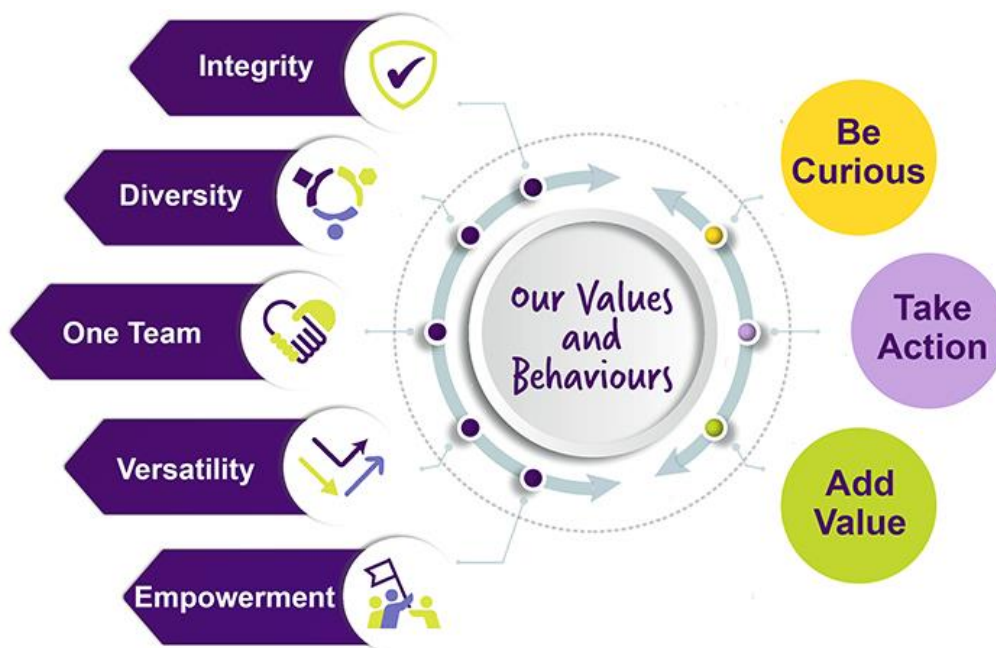 Integrity
Diversity
One Team
Versatility
Empowerment
Our Values
and
Behaviours
Be
Curious
Take
Action
Add
Value